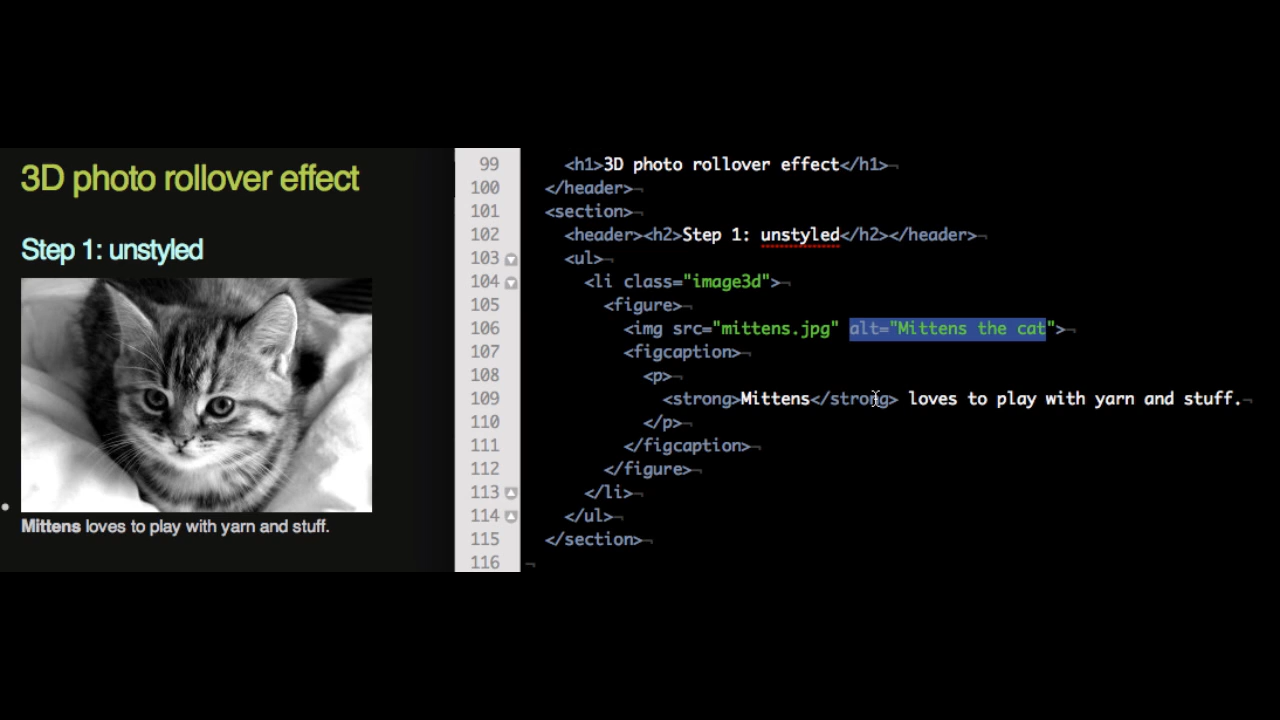 3D photo rollover effect
Step 1: unstyled
Mittens loves to play with yarn and stuff.
99 <h1>3D photo rollover effect</h1>¬
100 </header>¬
101 <section>¬
102 <header><h2>Step 1: unstyled</h2></header>¬
103 <ul>¬
104 <li class="image3d">¬
105 <figure>¬
106 <img src="mittens.jpg" alt="Mittens the cat">¬
107 <figcaption>¬
108 <p>¬
109 <strong>Mittens</strong> loves to play with yarn and stuff.¬
110 </p>¬
111 </figcaption>¬
112 </figure>¬
113 </li>¬
114 </ul>¬
115 </section>¬
116 ¬